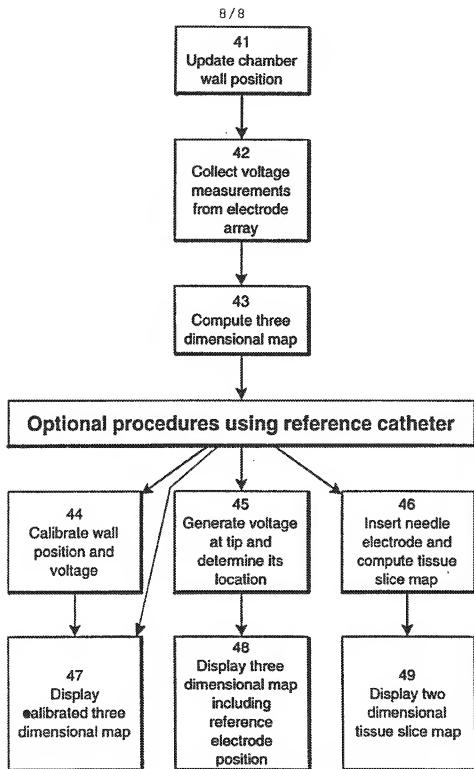 8/8
41
Update chamber
wall position
42
Collect voltage
measurements
from electrode
array
43
Compute three
dimensional map
Optional procedures using reference catheter
44
Calibrate wall
position and
voltage
45
Generate voltage
at tip and
determine its
location
46
Insert needle
electrode and
compute tissue
slice map
47
Display
calibrated three
dimensional map
48
Display three
dimensional map
including
reference
electrode
position
49
Display two
dimensional
tissue slice map